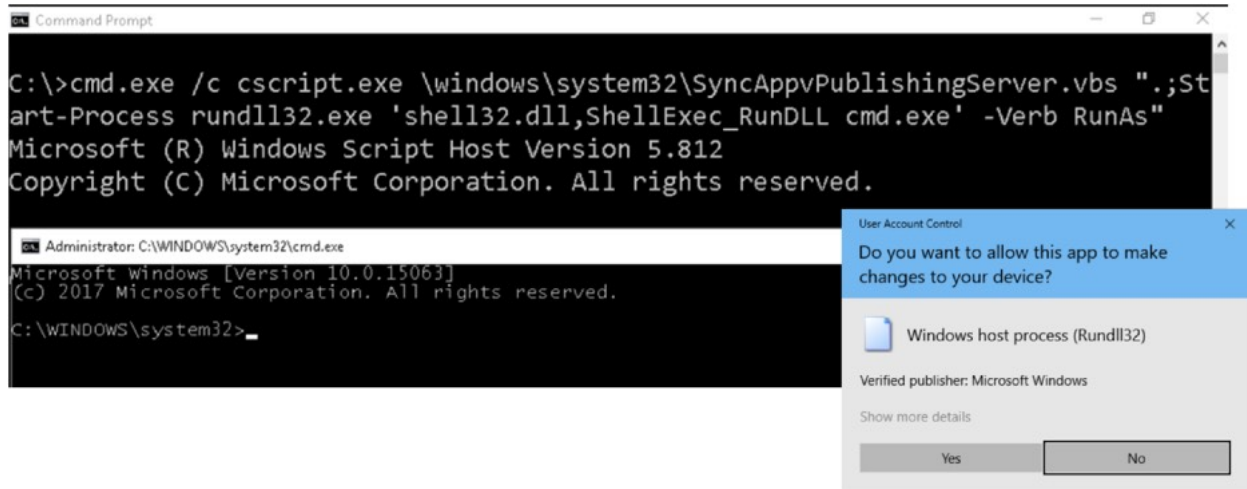 Command Prompt
C:\>cmd.exe /c cscript.exe \windows\system32\SyncAppvPublishingServer.vbs ".;St
art-Process rundll32.exe 'shell32.dll,ShellExec_RunDLL cmd.exe' -Verb RunAs"
Microsoft (R) Windows Script Host Version 5.812
Copyright (C) Microsoft Corporation. All rights reserved.
Administrator: C:\WINDOWS\system32\cmd.exe
Microsoft Windows [Version 10.0.15063]
(c) 2017 Microsoft Corporation. All rights reserved.
C:\WINDOWS\system32>
User Account Control
Do you want to allow this app to make
changes to your device?
Windows host process (Rundll32)
Verified publisher: Microsoft Windows
Show more details
Yes
No